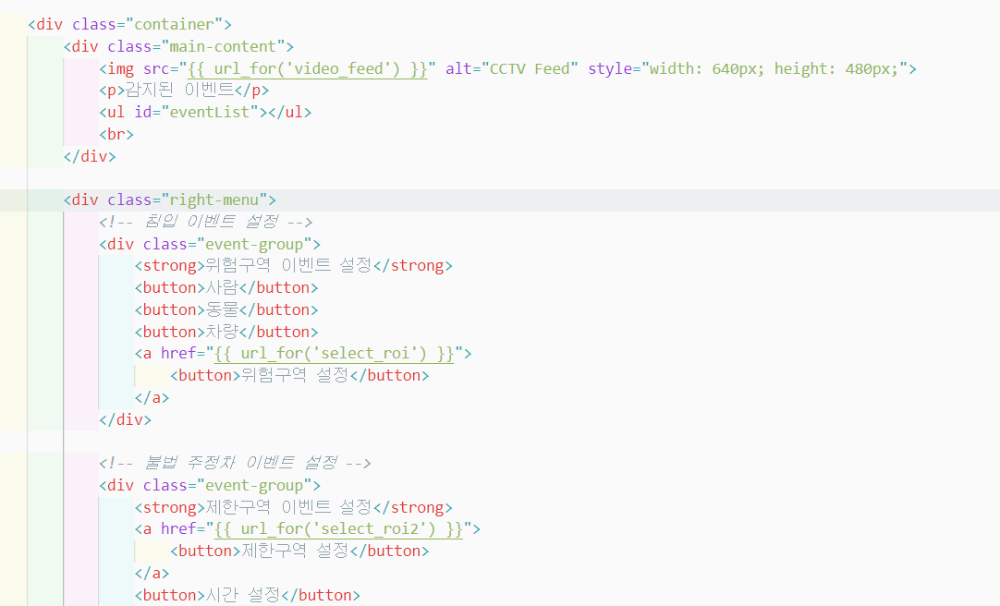 <div class="container">
<div class="main-content">
<img src="{{ url_for('video_feed') }}" alt="CCTV Feed" style="width: 640px; height: 480px;">
<p>감지된 이벤트</p>
<ul id="eventList"></ul>
<br>
</div>
<div class="right-menu">
<!-- 침입 이벤트 설정 -->
<div class="event-group">
<strong>위험구역 이벤트 설정</strong>
<button>사람</button>
<button>동물</button>
<button>차량</button>
<a href="{{ url_for('select_roi') }}">
<button>위험구역 설정</button>
</a>
</div>
<!-- 불법 주정차 이벤트 설정 -->
<div class="event-group">
<strong>제한구역 이벤트 설정</strong>
<a href="{{ url_for('select_roi2') }}">
<button>제한구역 설정</button>
</a>
<button>시간 설정</button>